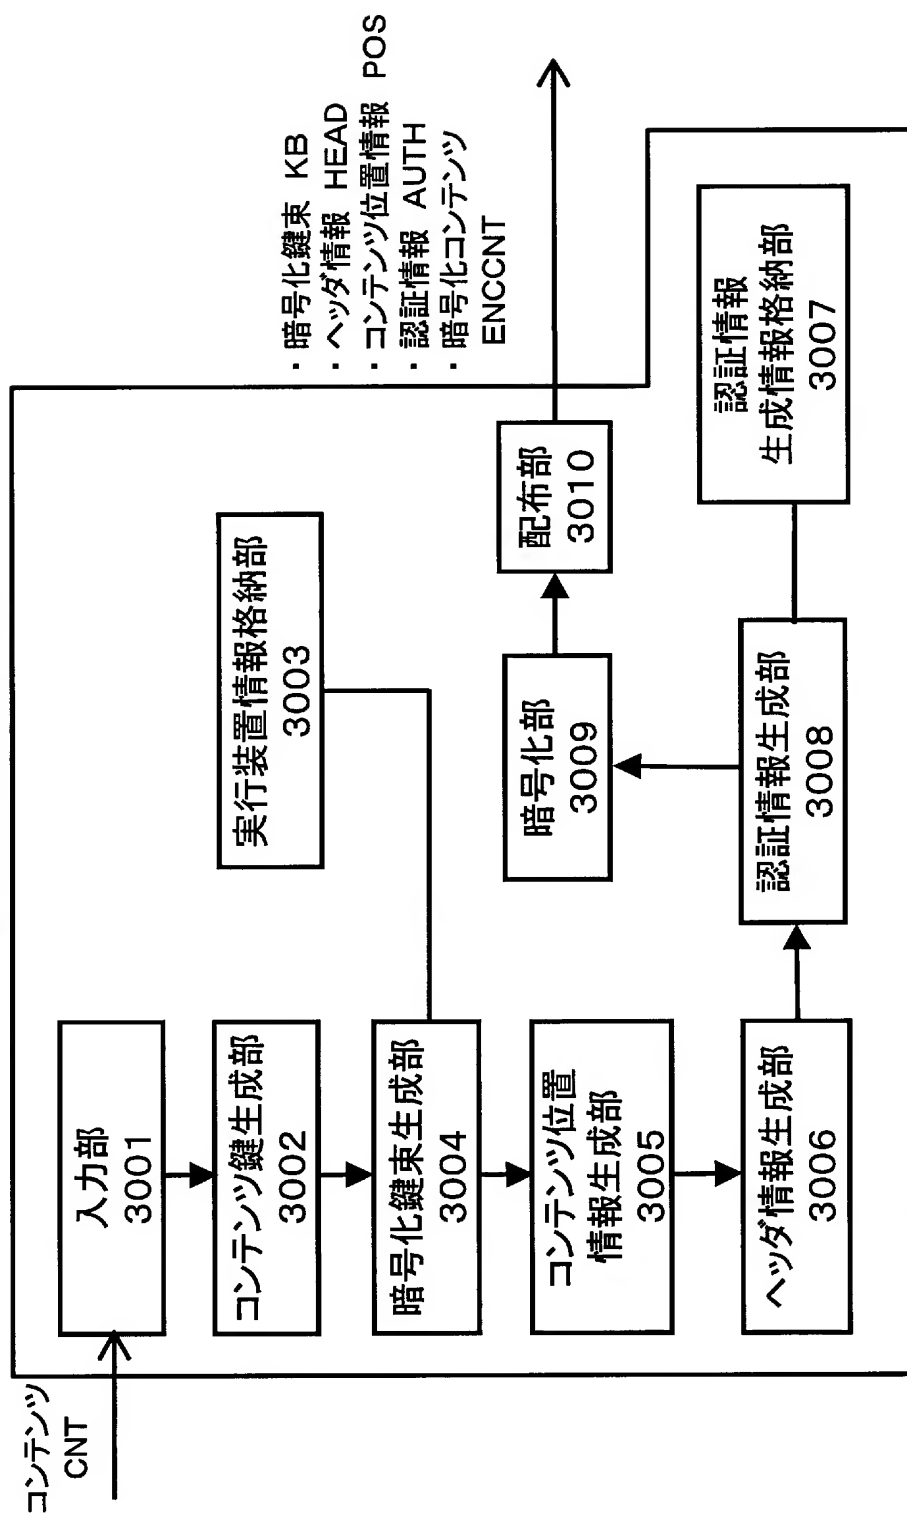 コンテンツ
CNT
入力部
3001
コンテンツ鍵生成部
3002
暗号化鍵束生成部
3004
コンテンツ位置
情報生成部
3005
ヘッダ情報生成部
3006
実行装置情報格納部
3003
暗号化部
3009
認証情報生成部
3008
配布部
3010
認証情報
生成情報格納部
3007
・ 暗号化鍵束 KB
・ ヘッダ情報 HEAD
・ コンテンツ位置情報 POS
・ 認証情報 AUTH
・ 暗号化コンテンツ
ENCCNT